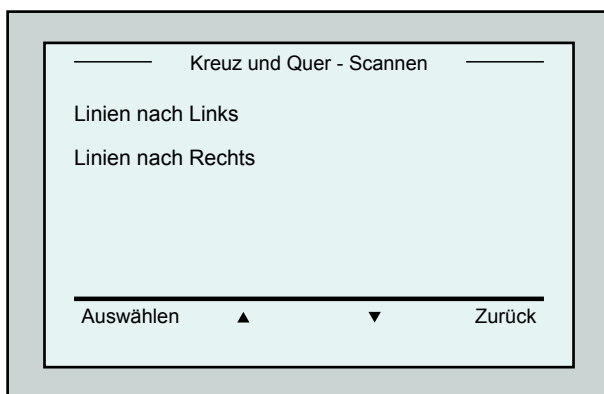 Kreuz und Quer - Scannen
Linien nach Links
Linien nach Rechts
Auswählen ▲ ▼ Zurück